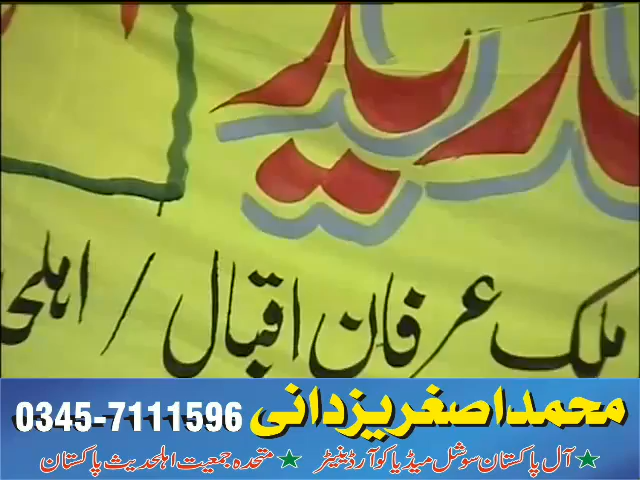 ملک عرفان اقبال / اہلح
محمد اصغر یزدانی 0345-7111596
★ آل پاکستان سوشل میڈیا کوآرڈینیٹر ★ متحدہ جمعیت اہلحدیث پاکستان